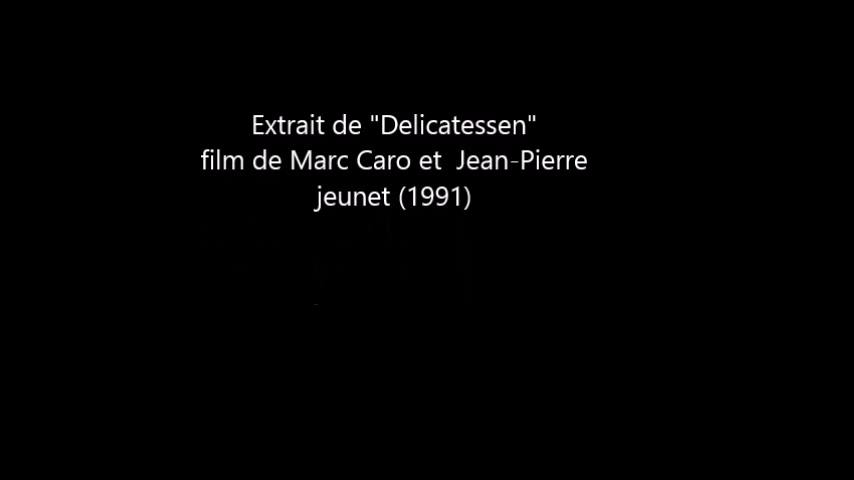 Extrait de "Delicatessen"
film de Marc Caro et  Jean-Pierre
jeunet (1991)